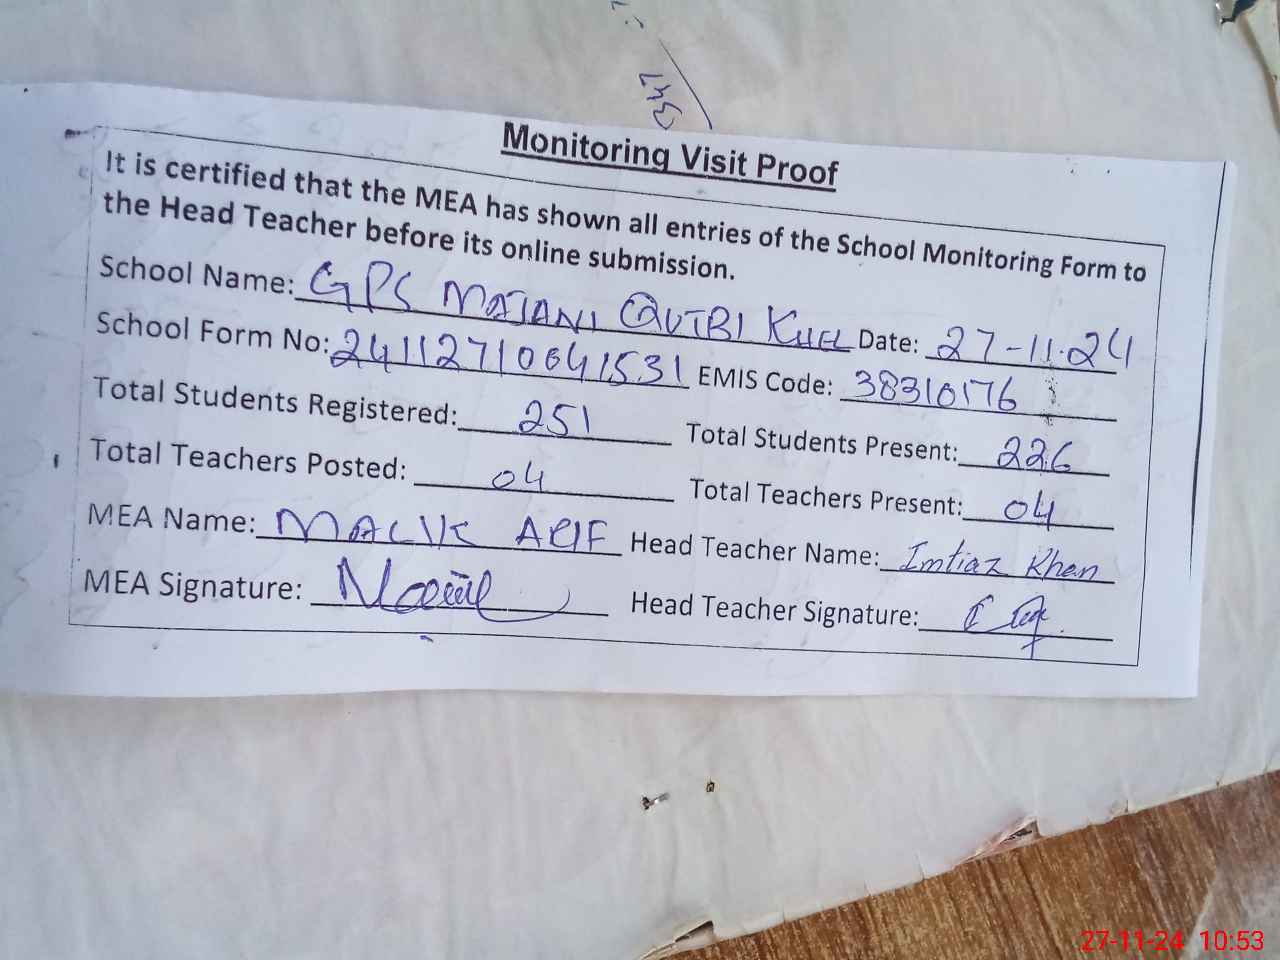 347
Monitoring Visit Proof
It is certified that the MEA has shown all entries of the School Monitoring Form to
the Head Teacher before its online submission.
School Name: GPS MAJANI QUTBI KHEL Date: 27-11-24
School Form No: 24112710041531 EMIS Code: 38310176
Total Students Registered: 251 Total Students Present: 226
Total Teachers Posted: 04 Total Teachers Present: 04
MEA Name: MALIK ARIF Head Teacher Name: Imtiaz Khan
MEA Signature: Head Teacher Signature:
27-11-24 10:53